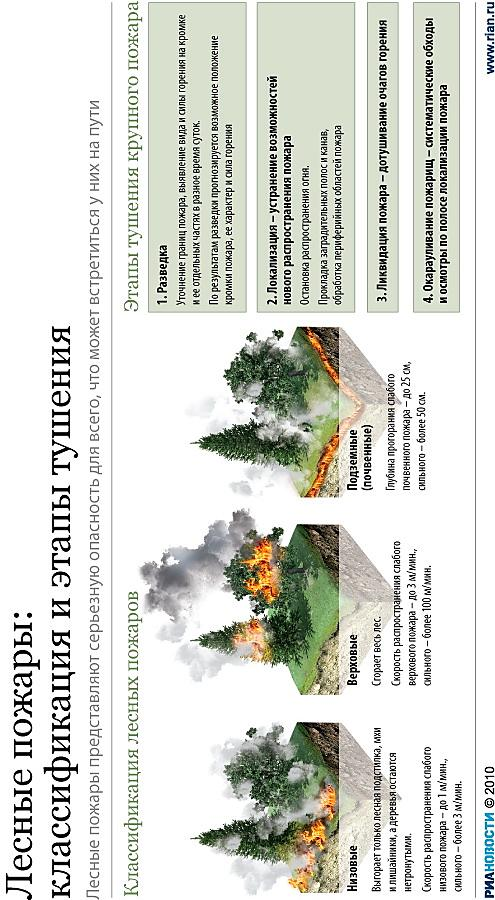 Лесные пожары:
классификация и этапы тушения
Лесные пожары представляют серьезную опасность для всего, что может встретиться у них на пути
Классификация лесных пожаров
Низовые
Выгорает только лесная подстилка, мхи
и лишайники, а деревья остаются
нетронутыми.
Скорость распространения слабого
низового пожара – до 1 м/мин.,
сильного – более 3 м/мин.
Верховые
Сгорает весь лес.
Скорость распространения слабого
верхового пожара – до 3 м/мин.,
сильного – более 100 м/мин.
Подземные
(почвенные)
Глубина прогорания слабого
почвенного пожара – до 25 см,
сильного – более 50 см.
Этапы тушения крупного пожара
1. Разведка
Уточнение границ пожара, выявление вида и силы горения на кромке
и ее отдельных частях в разное время суток.
По результатам разведки прогнозируется возможное положение
кромки пожара, ее характер и сила горения
2. Локализация – устранение возможностей
нового распространения пожара
Остановка распространения огня.
Прокладка заградительных полос и канав,
обработка периферийных областей пожара
3. Ликвидация пожара – дотушивание очагов горения
4. Окарауливание пожарищ – систематические обходы
и осмотры по полосе локализации пожара
РИАНОВОСТИ © 2010
www.rian.ru